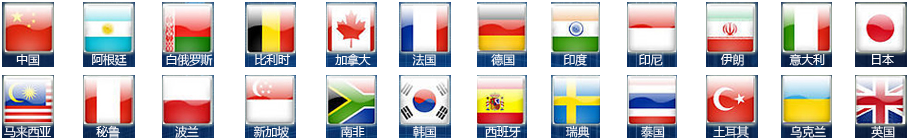 中国 阿根廷 白俄罗斯 比利时 加拿大 法国 德国 印度 印尼 伊朗 意大利 日本
马来西亚 秘鲁 波兰 新加坡 南非 韩国 西班牙 瑞典 泰国 土耳其 乌克兰 英国